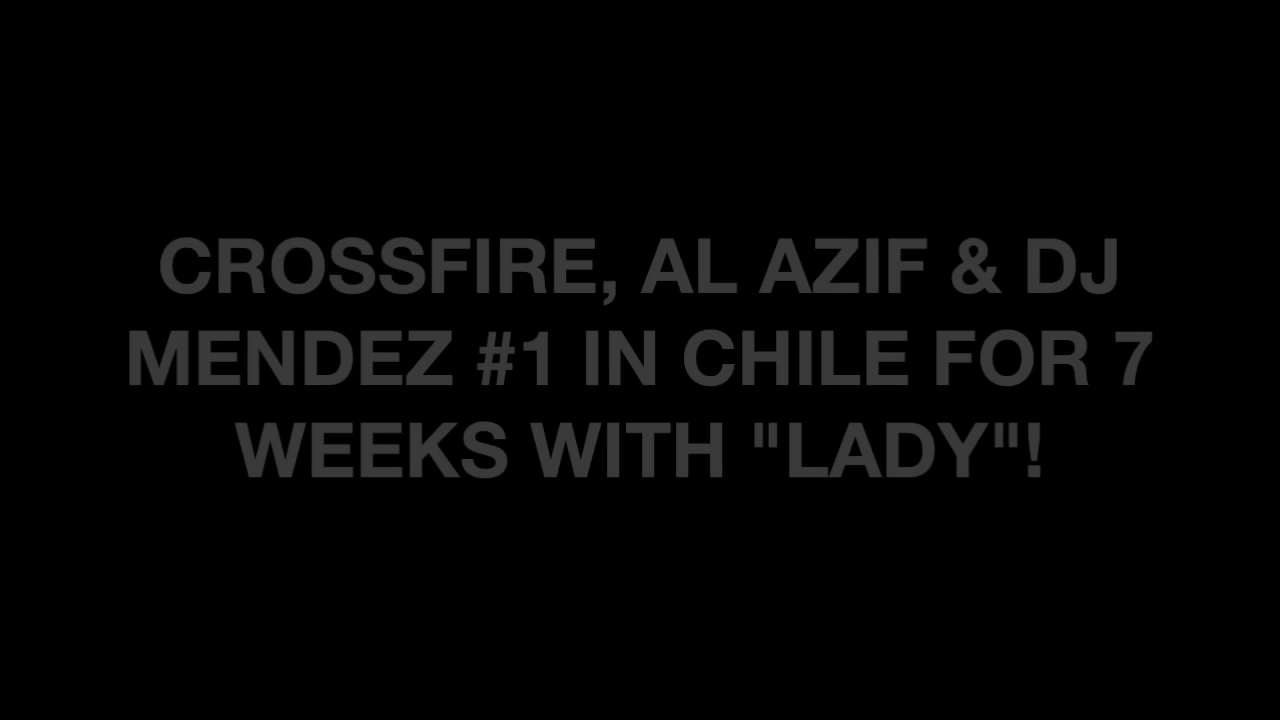 CROSSFIRE, AL AZIF & DJ
MENDEZ #1 IN CHILE FOR 7
WEEKS WITH "LADY"!